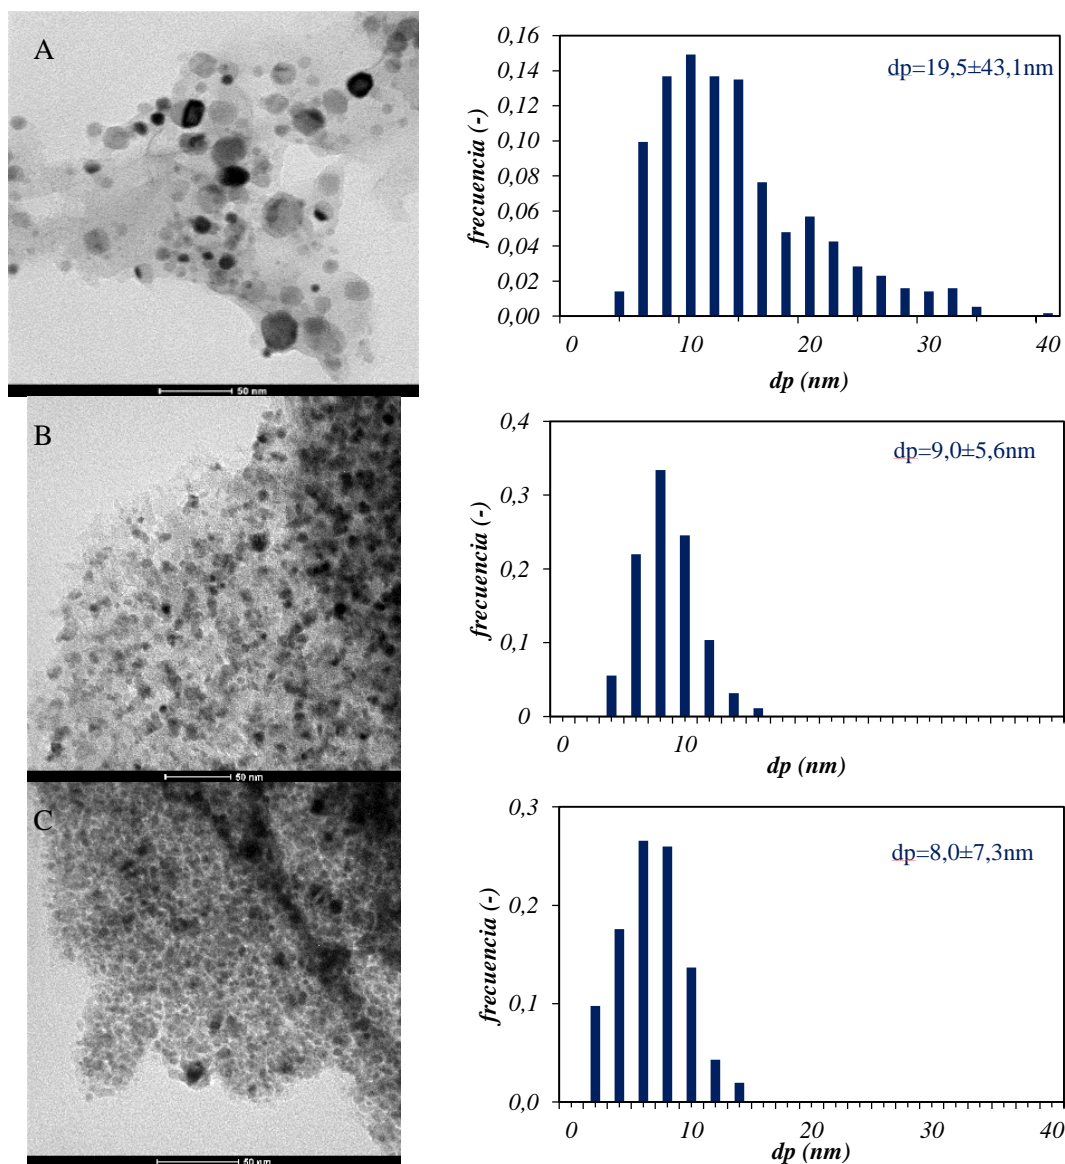 A
50 nm
0,16
0,14
0,12
0,10
0,08
0,06
0,04
0,02
0,00
frecuencia (-)
dp=19,5±43,1nm
0 10 20 30 40
dp (nm)
B
50 nm
0,4
0,3
0,2
0,1
0
frecuencia (-)
dp=9,0±5,6nm
0 10
dp (nm)
C
50 nm
0,3
0,2
0,1
0,0
frecuencia (-)
dp=8,0±7,3nm
0 10 20 30 40
dp (nm)